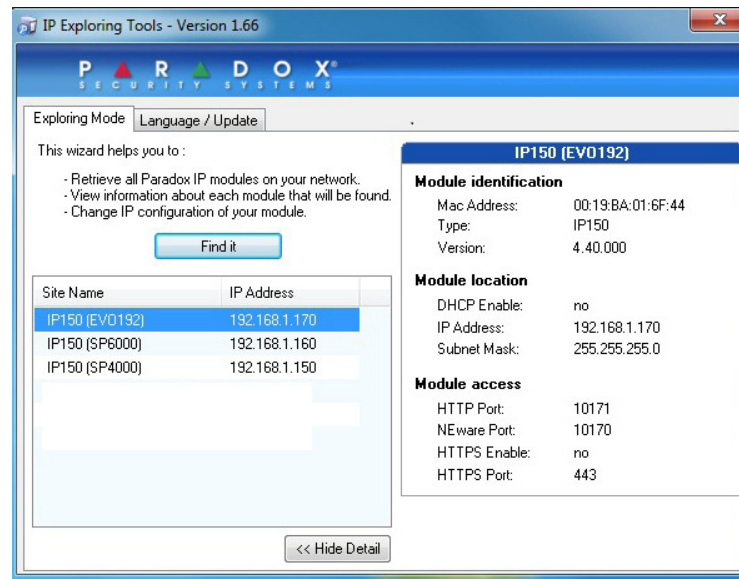 IP Exploring Tools - Version 1.66
PARADOX®
SECURITY SYSTEMS
Exploring Mode
Language / Update
This wizard helps you to :
- Retrieve all Paradox IP modules on your network.
- View information about each module that will be found.
- Change IP configuration of your module.
Find it
Site Name IP Address
IP150 (EVO192) 192.168.1.170
IP150 (SP6000) 192.168.1.160
IP150 (SP4000) 192.168.1.150
<< Hide Detail
IP150 (EVO192)
Module identification
Mac Address: 00:19:BA:01:6F:44
Type: IP150
Version: 4.40.000
Module location
DHCP Enable: no
IP Address: 192.168.1.170
Subnet Mask: 255.255.255.0
Module access
HTTP Port: 10171
NEware Port: 10170
HTTPS Enable: no
HTTPS Port: 443